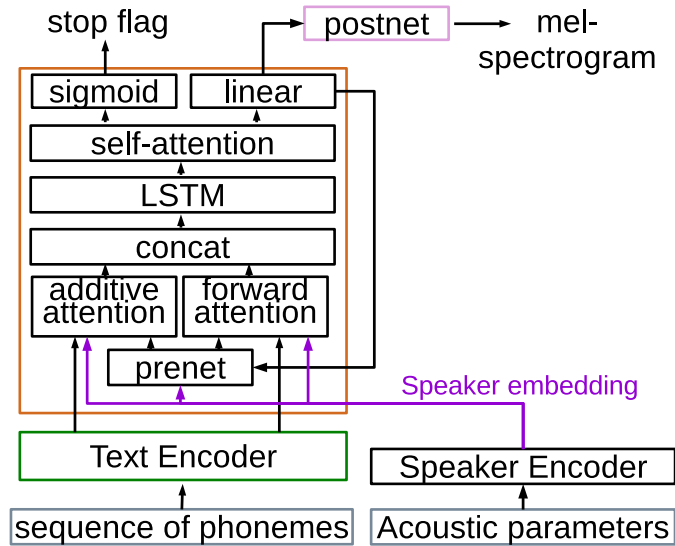 stop flag
postnet
mel-
spectrogram
sigmoid
linear
self-attention
LSTM
concat
additive
attention
forward
attention
prenet
Speaker embedding
Text Encoder
Speaker Encoder
sequence of phonemes
Acoustic parameters